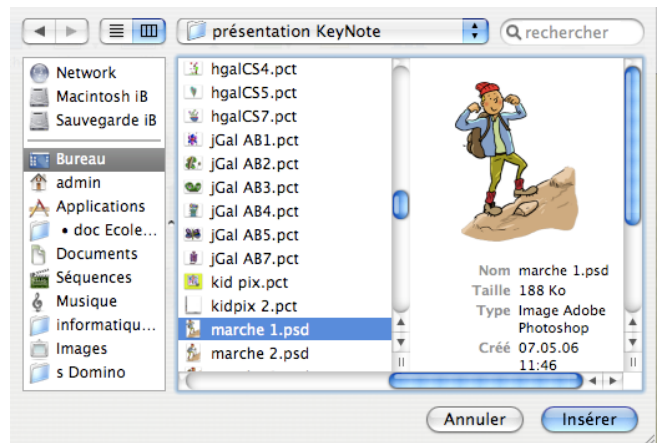 présentation KeyNote
rechercher
Network
Macintosh iB
Sauvegarde iB
Bureau
admin
Applications
• doc Ecole...
Documents
Séquences
Musique
informatiqu...
Images
s Domino
hgalCS4.pct
hgalCS5.pct
hgalCS7.pct
jGal AB1.pct
jGal AB2.pct
jGal AB3.pct
jGal AB4.pct
jGal AB5.pct
jGal AB7.pct
kid pix.pct
kidpix 2.pct
marche 1.psd
marche 2.psd
Nom marche 1.psd
Taille 188 Ko
Type Image Adobe
Photoshop
Créé 07.05.06
11:46
Annuler
Insérer